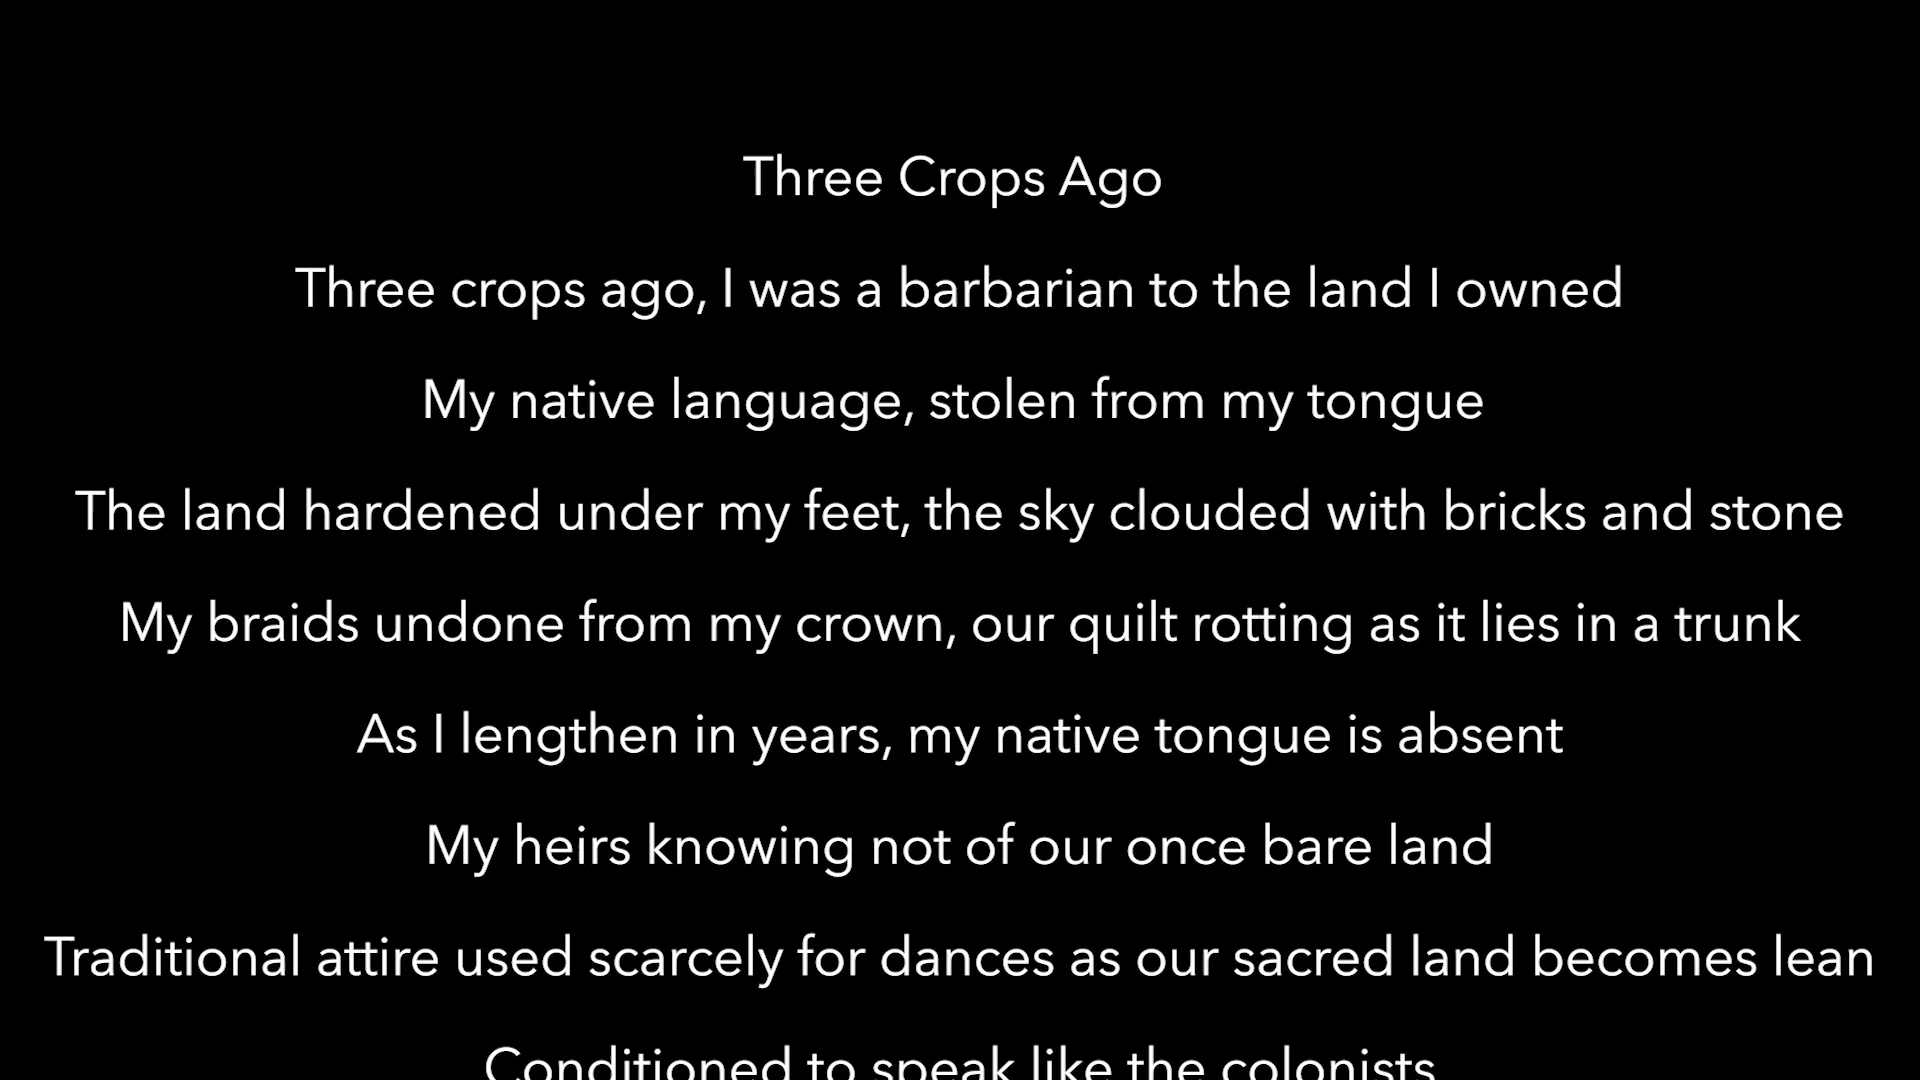 Three Crops Ago
Three crops ago, I was a barbarian to the land I owned
My native language, stolen from my tongue
The land hardened under my feet, the sky clouded with bricks and stone
My braids undone from my crown, our quilt rotting as it lies in a trunk
As I lengthen in years, my native tongue is absent
My heirs knowing not of our once bare land
Traditional attire used scarcely for dances as our sacred land becomes lean
Conditioned to speak like the colonists